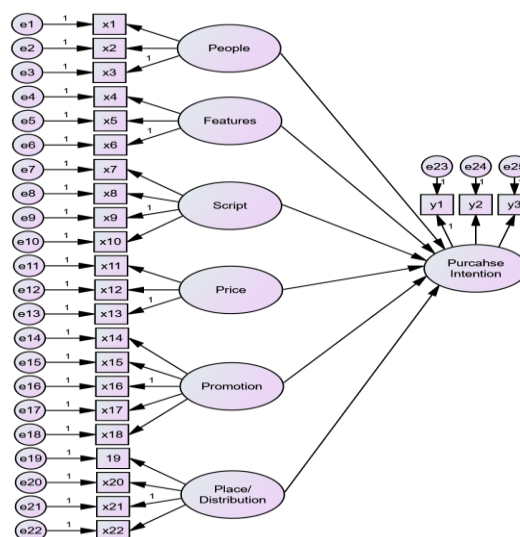 e1 1 x1
e2 1 x2
People
e3 1 x3 1
e4 1 x4
e5 1 x5
Features
e6 1 x6 1
e7 1 x7
e8 1 x8
Script
e9 1 x9 1
e10 1 x10
e11 1 x11
e12 1 x12
Price
e13 1 x13 1
e14 1 x14
e15 1 x15
e16 1 x16 1
Promotion
e17 1 x17
e18 1 x18
e19 1 19
e20 1 x20
Place/
Distribution
e21 1 x21 1
e22 1 x22
e23 e24 e25
1 1 1
y1 y2 y3
1
Purcahse
Intention